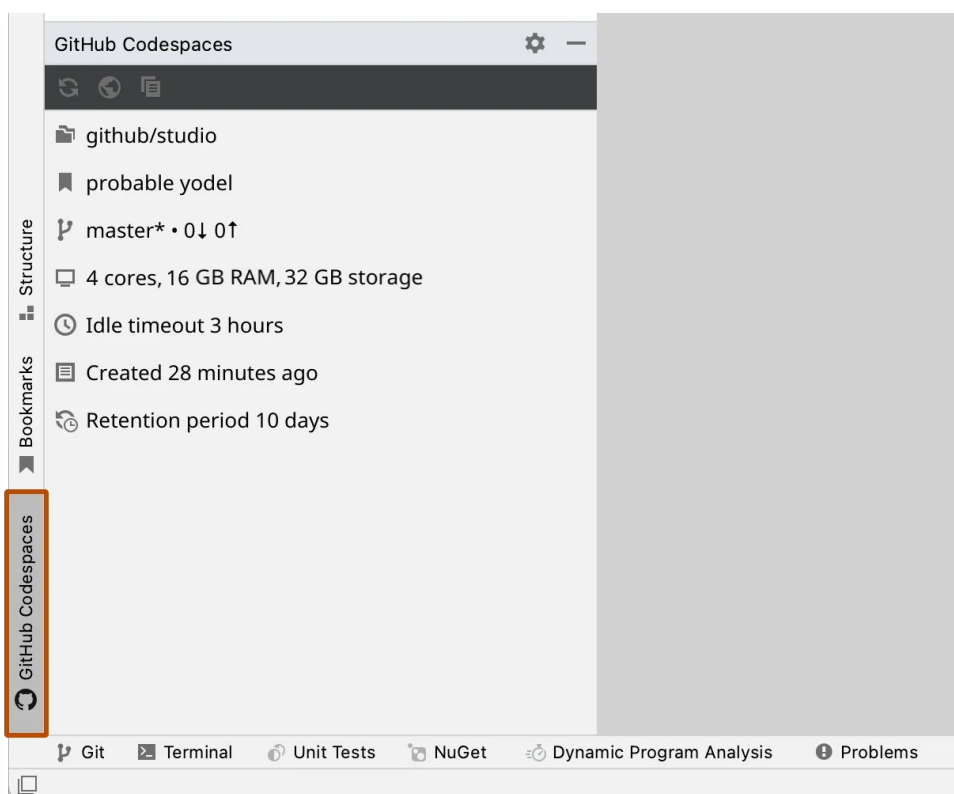 GitHub Codespaces
github/studio
probable yodel
master* • 0↓ 0↑
4 cores, 16 GB RAM, 32 GB storage
Idle timeout 3 hours
Created 28 minutes ago
Retention period 10 days
Structure
Bookmarks
GitHub Codespaces
Git Terminal Unit Tests NuGet Dynamic Program Analysis Problems